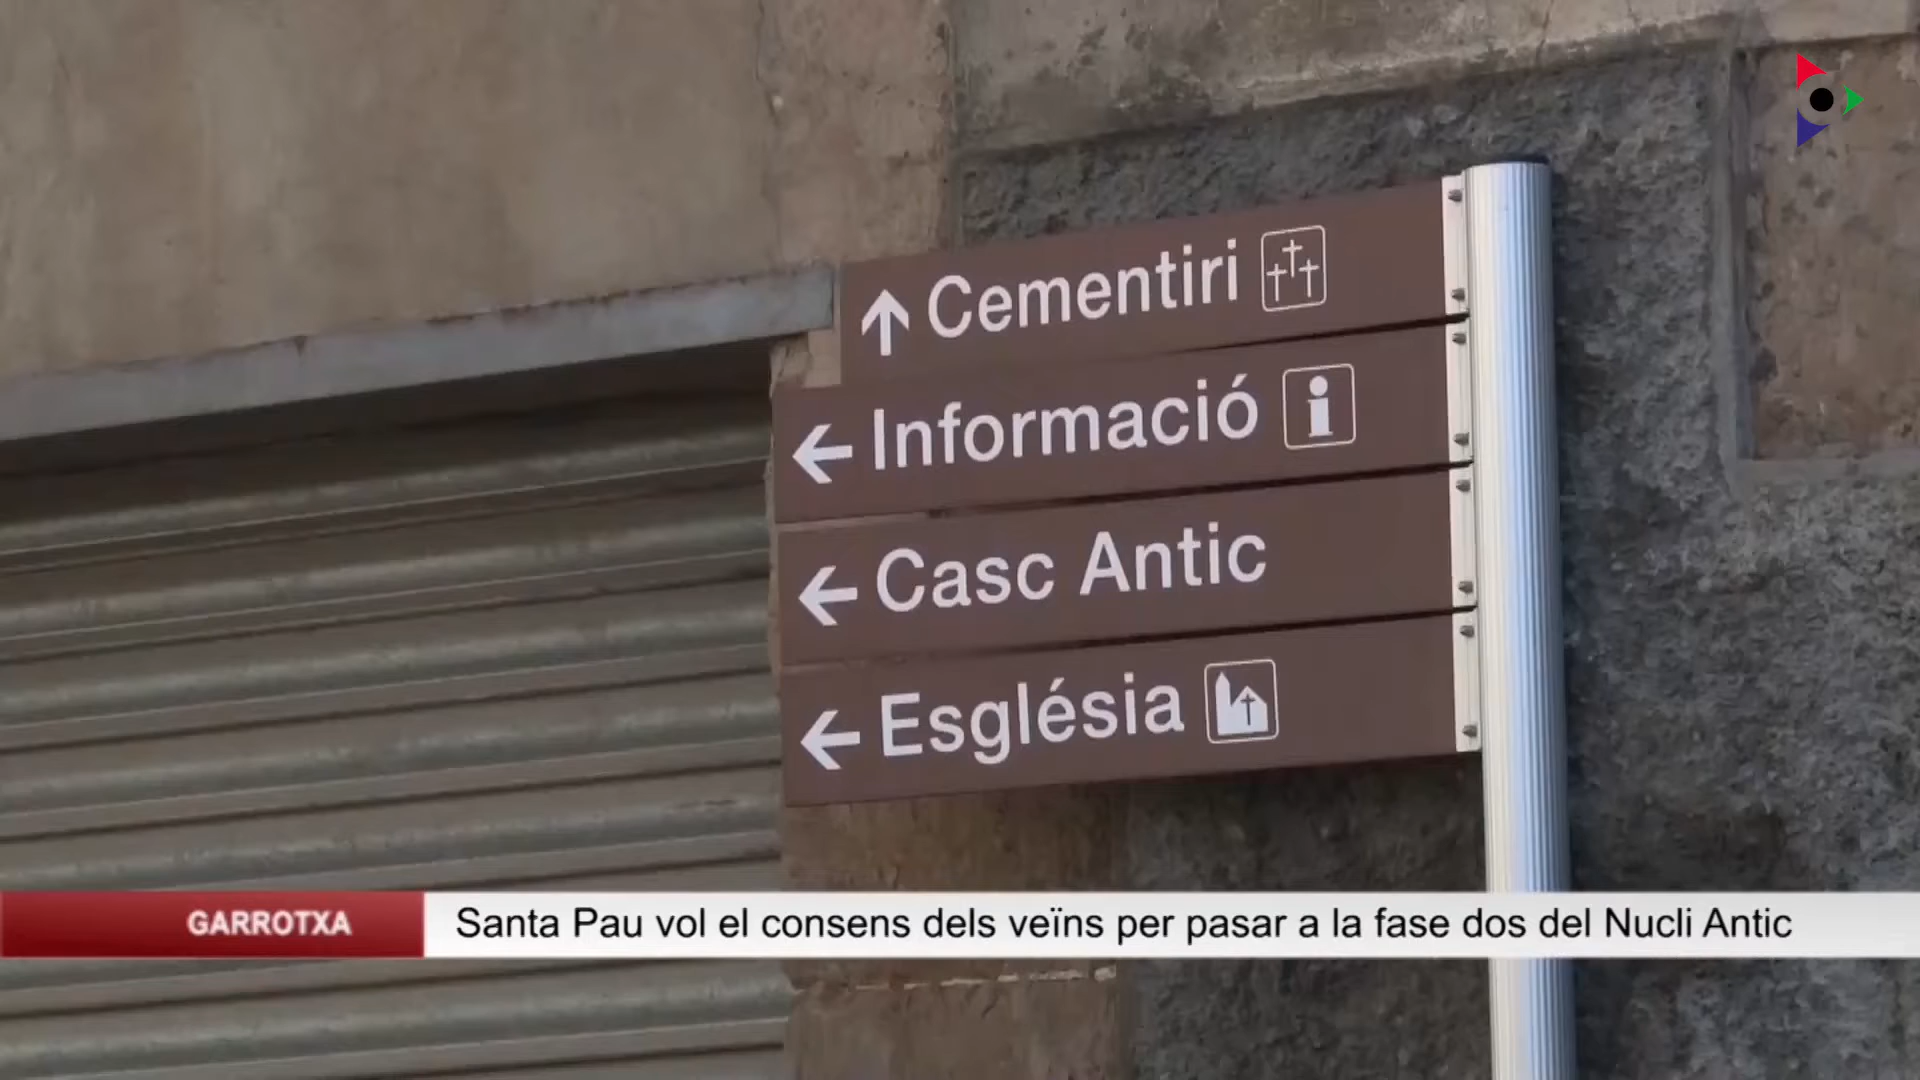 Cementiri
Informació
Casc Antic
Església
GARROTXA
Santa Pau vol el consens dels veïns per pasar a la fase dos del Nucli Antic